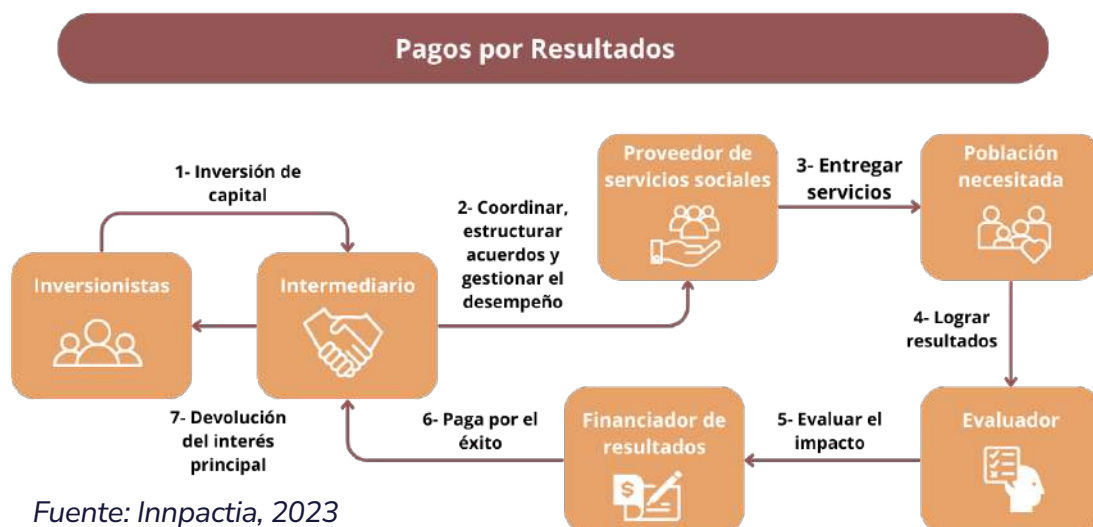 Pagos por Resultados
1- Inversión de
capital
Inversionistas
Intermediario
2- Coordinar,
estructurar
acuerdos y
gestionar el
desempeño
Proveedor de
servicios sociales
3- Entregar
servicios
Población
necesitada
4- Lograr
resultados
Evaluador
5- Evaluar el
impacto
Financiador de
resultados
$
6- Paga por el
éxito
7- Devolución
del interés
principal
Fuente: Innpactia, 2023